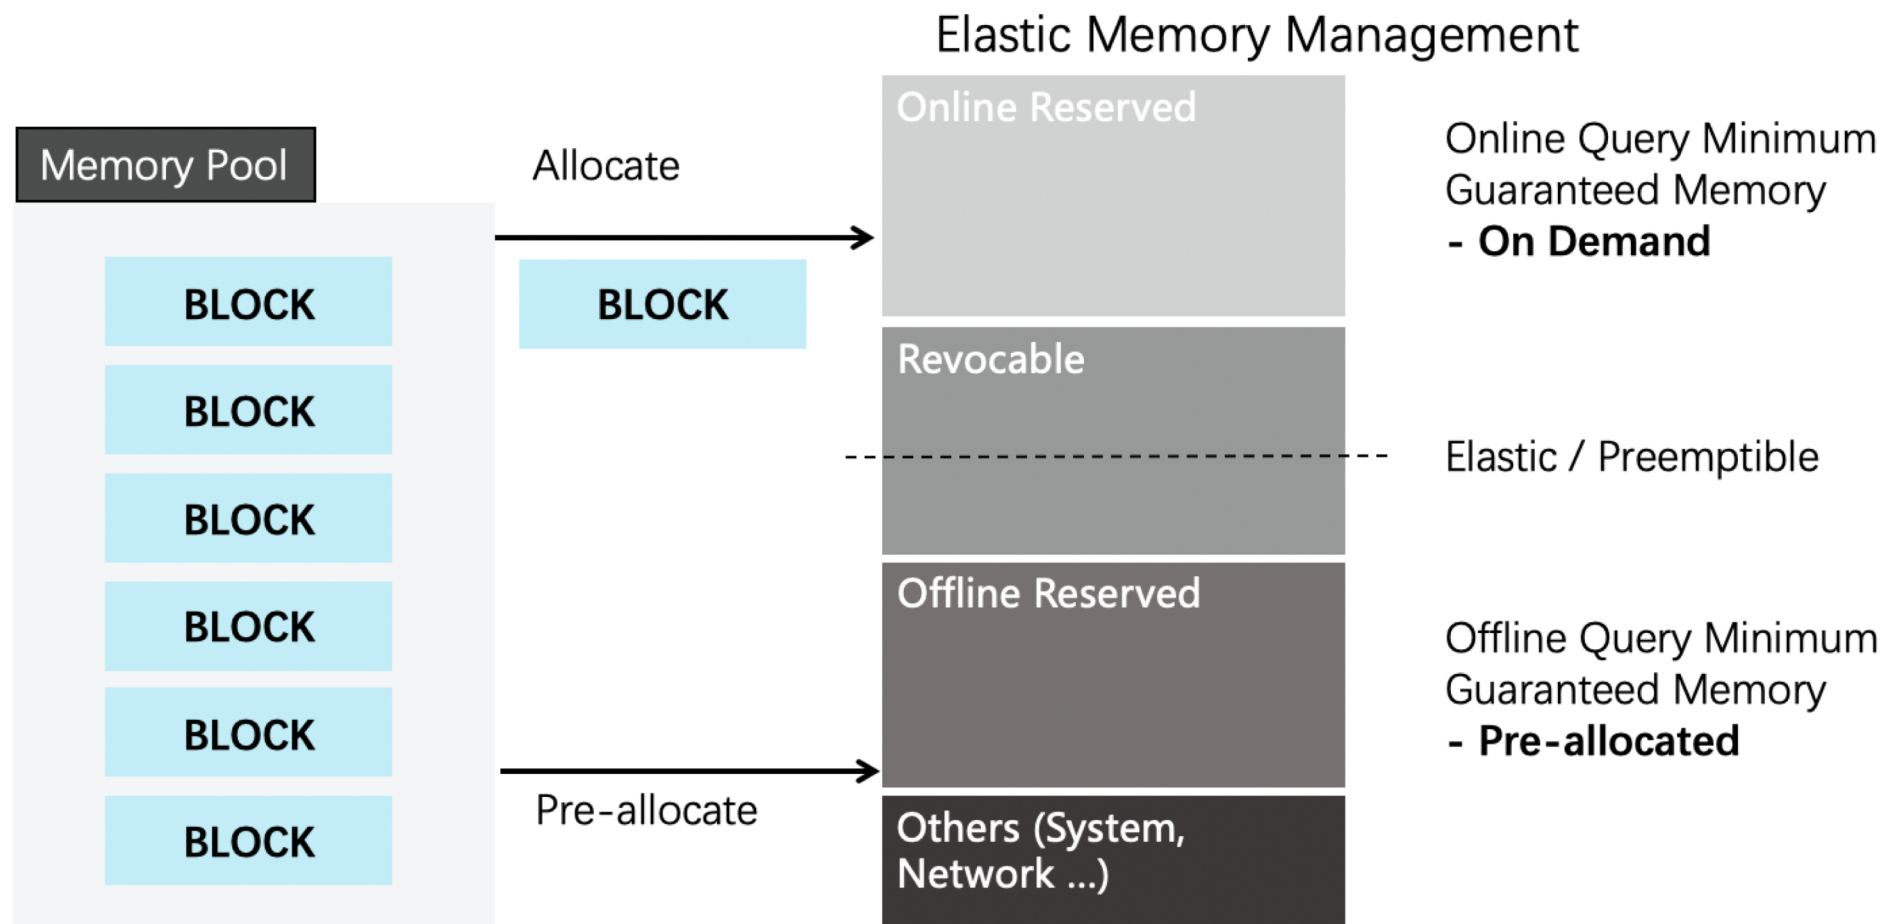 Elastic Memory Management
Memory Pool
BLOCK
BLOCK
BLOCK
BLOCK
BLOCK
BLOCK
Allocate
BLOCK
Pre-allocate
Online Reserved
Revocable
Offline Reserved
Others (System,
Network ...)
Online Query Minimum
Guaranteed Memory
- On Demand
Elastic / Preemptible
Offline Query Minimum
Guaranteed Memory
- Pre-allocated